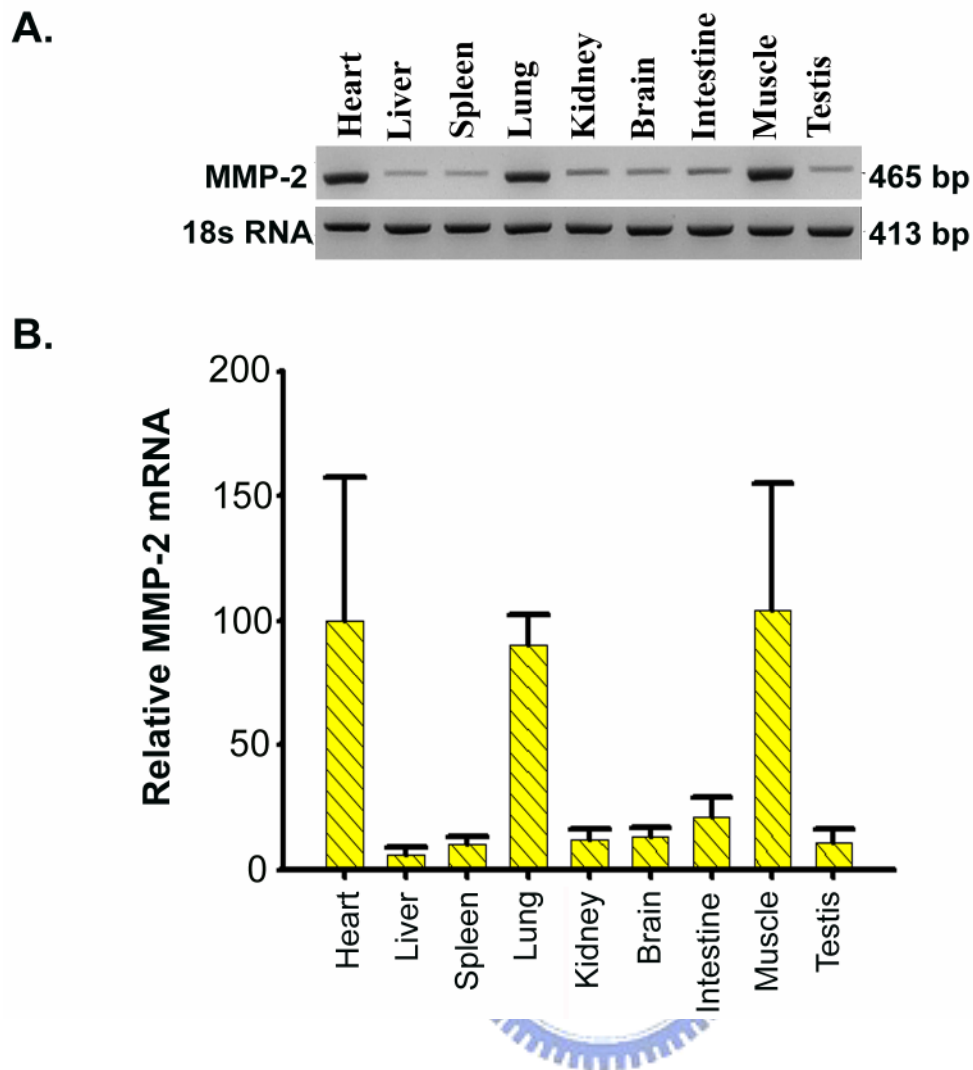 A.
Heart Liver Spleen Lung Kidney Brain Intestine Muscle Testis
MMP-2 465 bp
18s RNA 413 bp
B.
Relative MMP-2 mRNA
200
150
100
50
0
Heart Liver Spleen Lung Kidney Brain Intestine Muscle Testis